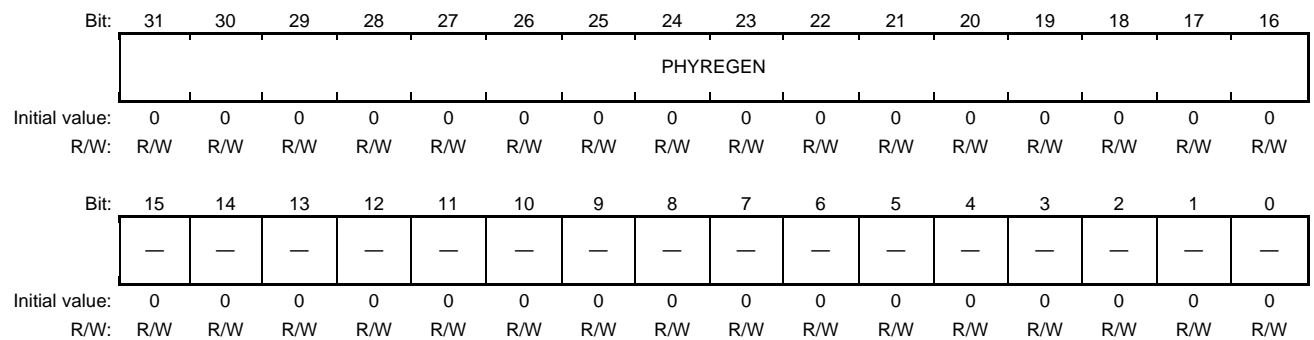 Bit: 31 30 29 28 27 26 25 24 23 22 21 20 19 18 17 16
PHYREGEN
Initial value: 0 0 0 0 0 0 0 0 0 0 0 0 0 0 0 0
R/W: R/W R/W R/W R/W R/W R/W R/W R/W R/W R/W R/W R/W R/W R/W R/W R/W
Bit: 15 14 13 12 11 10 9 8 7 6 5 4 3 2 1 0
— — — — — — — — — — — — — — — —
Initial value: 0 0 0 0 0 0 0 0 0 0 0 0 0 0 0 0
R/W: R/W R/W R/W R/W R/W R/W R/W R/W R/W R/W R/W R/W R/W R/W R/W R/W